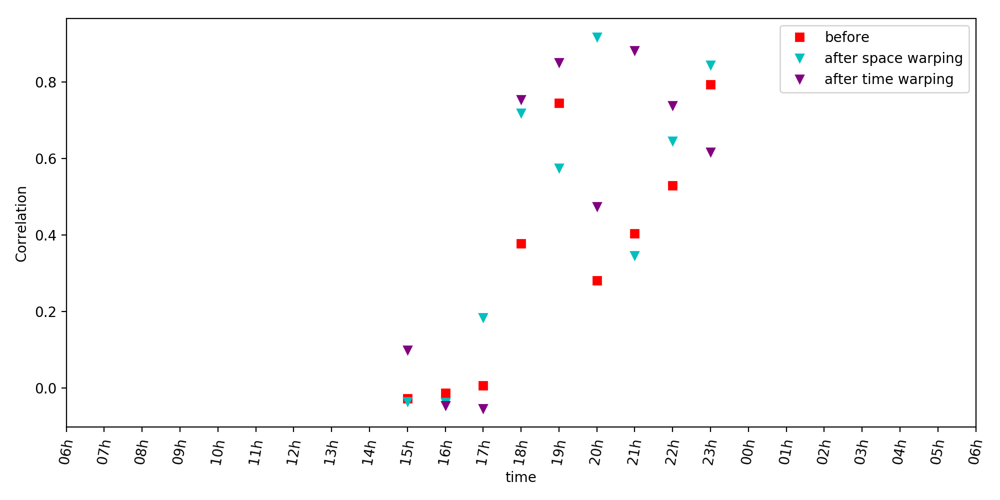 before
after space warping
after time warping
0.8
0.6
0.4
0.2
0.0
Correlation
06h 07h 08h 09h 10h 11h 12h 13h 14h 15h 16h 17h 18h 19h 20h 21h 22h 23h 00h 01h 02h 03h 04h 05h 06h
time